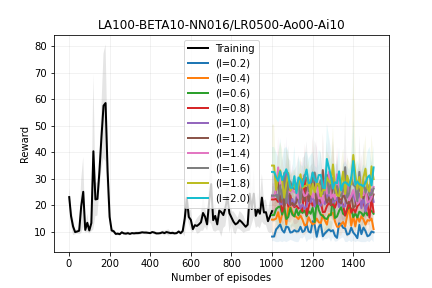 LA100-BETA10-NN016/LR0500-Ao00-Ai10
80
70
60
50
40
30
20
10
Reward
Training
(l=0.2)
(l=0.4)
(l=0.6)
(l=0.8)
(l=1.0)
(l=1.2)
(l=1.4)
(l=1.6)
(l=1.8)
(l=2.0)
0 200 400 600 800 1000 1200 1400
Number of episodes